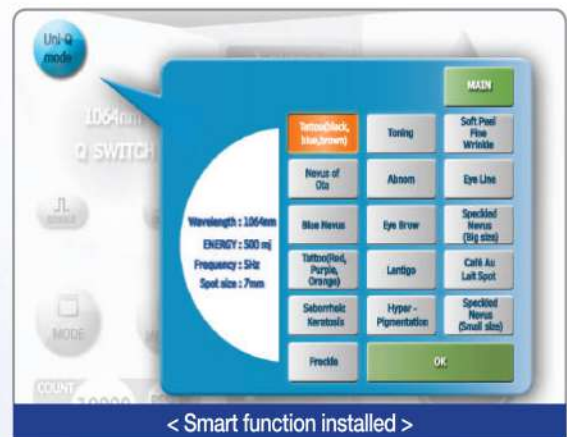 Uni-Q
mode
1064nm
Q SWITCH
MODE
COUNT
MAIN
Tattoo(black,
blue,brown)
Toning
Soft Peel
Fine
Wrinkle
Nevus of
Ota
Abnom
Eye Line
Wavelength : 1064nm
ENERGY : 500 mj
Frequency : 5Hz
Spot size : 7mm
Blue Nevus
Eye Brow
Speckled
Nevus
(Big size)
Tattoo(Red,
Purple,
Orange)
Lantigo
Café Au
Lait Spot
Seborrheic
Keratosis
Hyper -
Pigmentation
Speckled
Nevus
(Small size)
Freckle
OK
< Smart function installed >